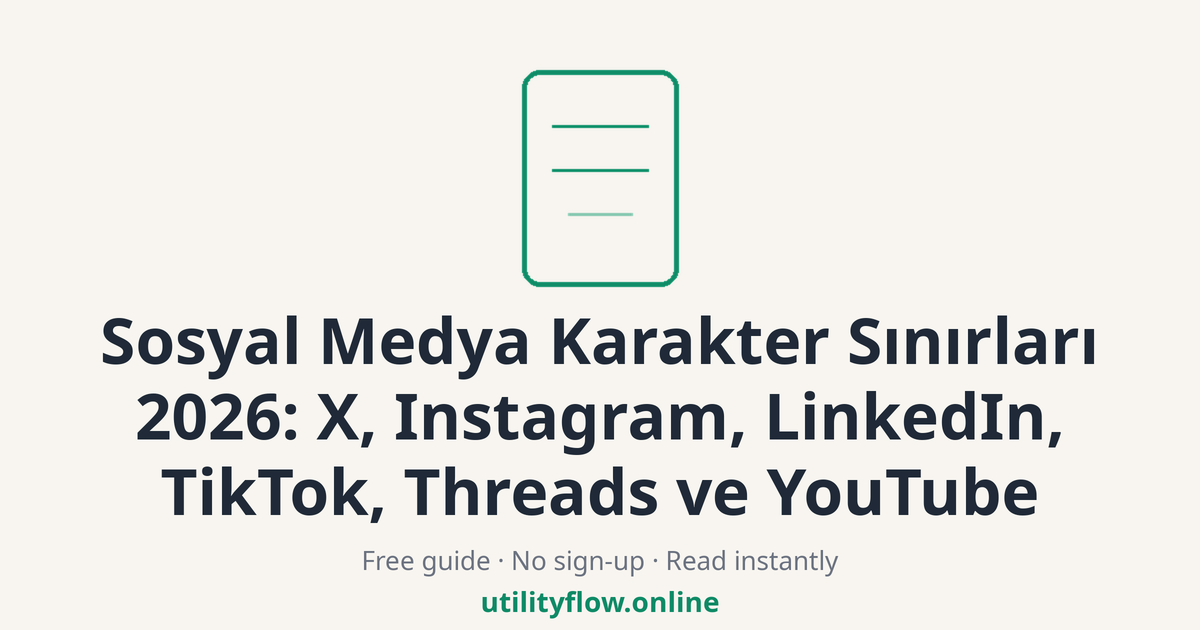 Sosyal Medya Karakter Sınırları
2026: X, Instagram, LinkedIn,
TikTok, Threads ve YouTube
Free guide · No sign-up · Read instantly
utilityflow.online